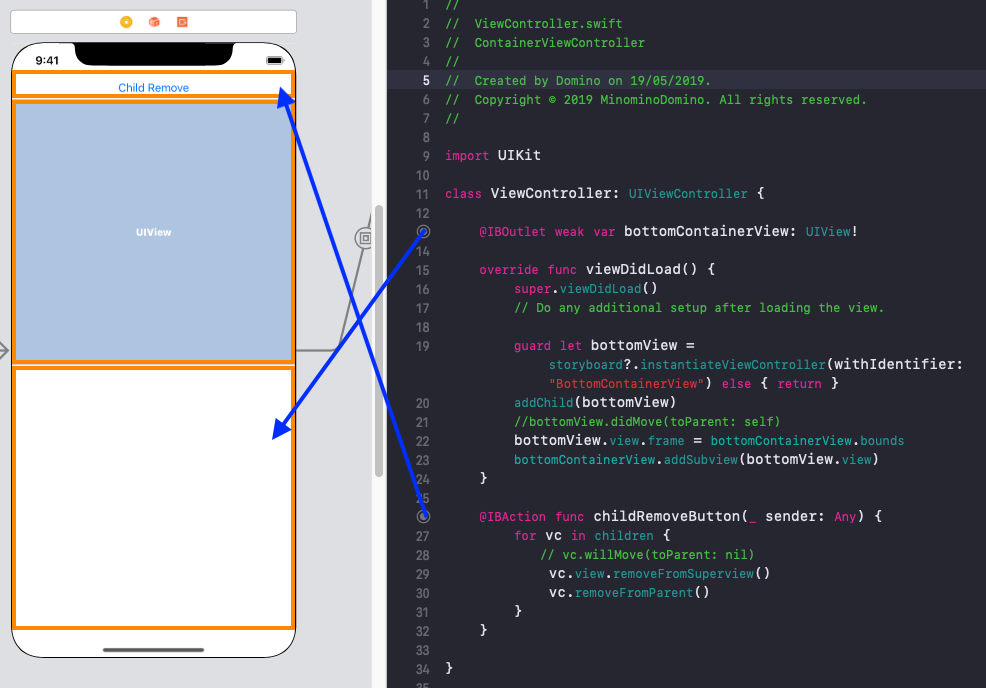 9:41
Child Remove
UIView
1 //
2 // ViewController.swift
3 // ContainerViewController
4 //
5 // Created by Domino on 19/05/2019.
6 // Copyright © 2019 MinominoDomino. All rights reserved.
7 //
8
9 import UIKit
10
11 class ViewController: UIViewController {
12
@IBOutlet weak var bottomContainerView: UIView!
14
15 override func viewDidLoad() {
16 super.viewDidLoad()
17 // Do any additional setup after loading the view.
18
19 guard let bottomView =
storyboard?.instantiateViewController(withIdentifier:
"BottomContainerView") else { return }
20 addChild(bottomView)
21 //bottomView.didMove(toParent: self)
22 bottomView.view.frame = bottomContainerView.bounds
23 bottomContainerView.addSubview(bottomView.view)
24 }
25
@IBAction func childRemoveButton(_ sender: Any) {
27 for vc in children {
28 // vc.willMove(toParent: nil)
29 vc.view.removeFromSuperview()
30 vc.removeFromParent()
31 }
32 }
33
34 }
35